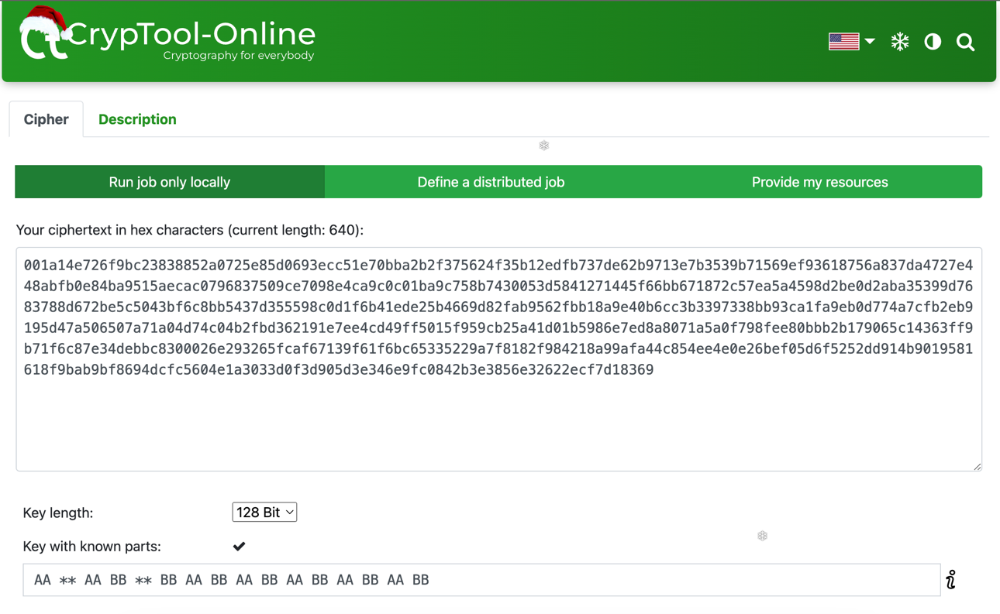 CrypTool-Online
Cryptography for everybody
Cipher
Description
Run job only locally
Define a distributed job
Provide my resources
Your ciphertext in hex characters (current length: 640):
001a14e726f9bc23838852a0725e85d0693ecc51e70bba2b2f375624f35b12edfb737de62b9713e7b3539b71569ef93618756a837da4727e4
48abfb0e84ba9515aecac0796837509ce7098e4ca9c0c01ba9c758b7430053d5841271445f66bb671872c57ea5a4598d2be0d2aba35399d76
83788d672be5c5043bf6c8bb5437d355598c0d1f6b41ede25b4669d82fab9562fbb18a9e40b6cc3b3397338bb93ca1fa9eb0d774a7cfb2eb9
195d47a506507a71a04d74c04b2fbd362191e7ee4cd49ff5015f959cb25a41d01b5986e7ed8a8071a5a0f798fee80bbb2b179065c14363ff9
b71f6c87e34debbc8300026e293265fcaf67139f61f6bc65335229a7f8182f984218a99afa44c854ee4e0e26bef05d6f5252dd914b9019581
618f9bab9bf8694dcfc5604e1a3033d0f3d905d3e346e9fc0842b3e3856e32622ecf7d18369
Key length:
128 Bit
Key with known parts:
AA ** AA BB ** BB AA BB AA BB AA BB AA BB AA BB